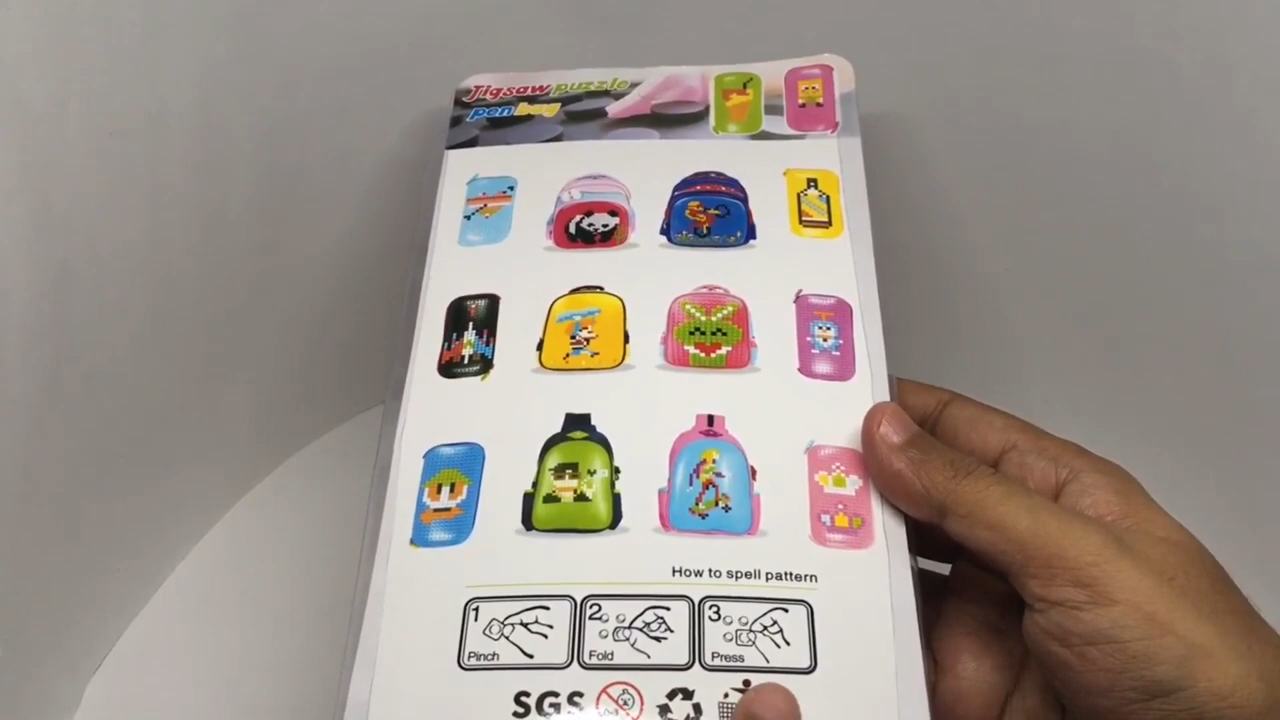 Jigsaw puzzle
pen bag
How to spell pattern
1
Pinch
2
Fold
3
Press
SGS